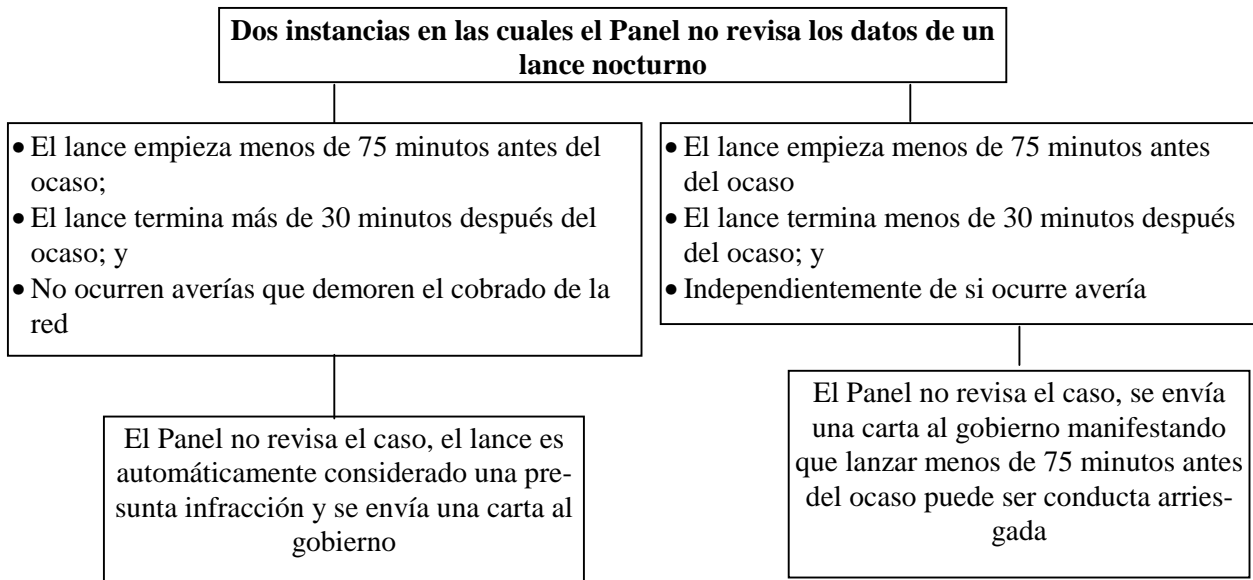 Dos instancias en las cuales el Panel no revisa los datos de un
lance nocturno
• El lance empieza menos de 75 minutos antes del
ocaso;
• El lance termina más de 30 minutos después del
ocaso; y
• No ocurren averías que demoren el cobrado de la
red
• El lance empieza menos de 75 minutos antes
del ocaso
• El lance termina menos de 30 minutos después
del ocaso; y
• Independientemente de si ocurre avería
El Panel no revisa el caso, el lance es
automáticamente considerado una pre-
sunta infracción y se envía una carta al
gobierno
El Panel no revisa el caso, se envía
una carta al gobierno manifestando
que lanzar menos de 75 minutos antes
del ocaso puede ser conducta arries-
gada